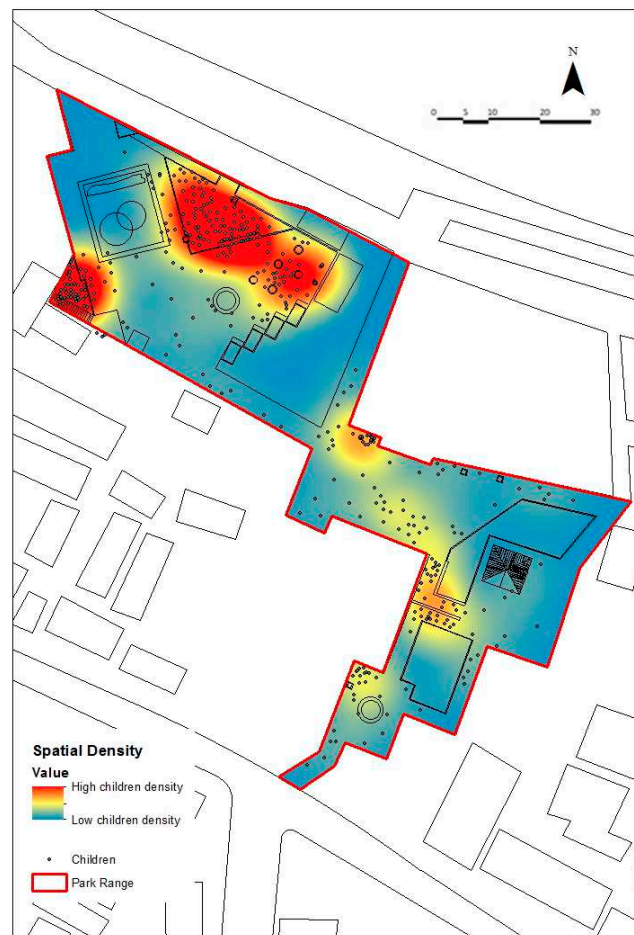 N
0 5 10 20 30
Spatial Density
Value
High children density
Low children density
Children
Park Range